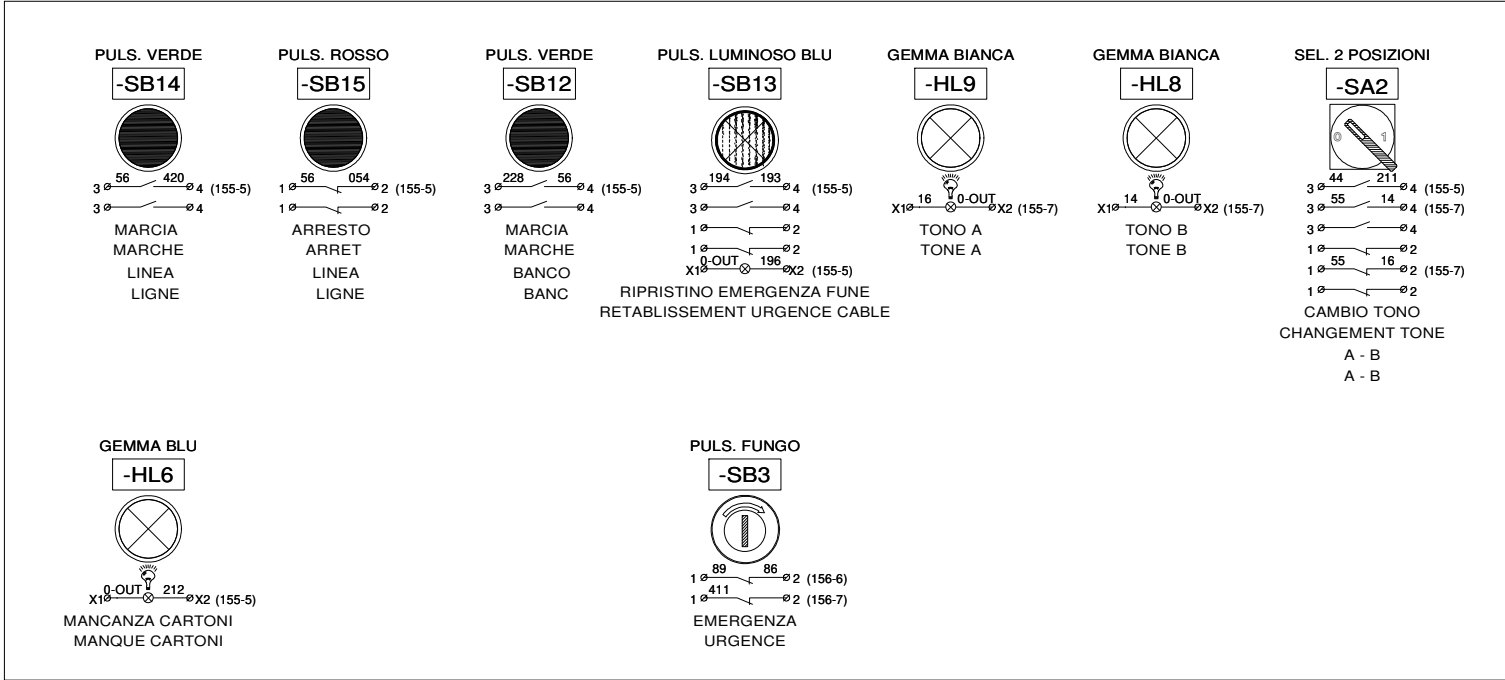 PULS. VERDE
-SB14
3 56 420 4 (155-5)
3 4
MARCIA
MARCHE
LINEA
LIGNE
PULS. ROSSO
-SB15
1 56 054 2 (155-5)
1 2
ARRESTO
ARRET
LINEA
LIGNE
PULS. VERDE
-SB12
3 228 56 4 (155-5)
3 4
MARCIA
MARCHE
BANCO
BANC
PULS. LUMINOSO BLU
-SB13
3 194 193 4 (155-5)
3 4
1 2
1 2
X1 0-OUT 196 X2 (155-5)
RIPRISTINO EMERGENZA FUNE
RETABLISSEMENT URGENCE CABLE
GEMMA BIANCA
-HL9
X1 16 0-OUT X2 (155-7)
TONO A
TONE A
GEMMA BIANCA
-HL8
X1 14 0-OUT X2 (155-7)
TONO B
TONE B
SEL. 2 POSIZIONI
-SA2
0 1
3 44 211 4 (155-5)
3 55 14 4 (155-7)
3 4
1 2
1 55 16 2 (155-7)
1 2
CAMBIO TONO
CHANGEMENT TONE
A - B
A - B
GEMMA BLU
-HL6
X1 0-OUT 212 X2 (155-5)
MANCANZA CARTONI
MANQUE CARTONI
PULS. FUNGO
-SB3
1 89 86 2 (156-6)
1 411 2 (156-7)
EMERGENZA
URGENCE